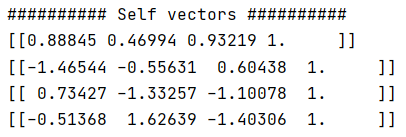 ########## Self vectors ##########
[[0.88845 0.46994 0.93219 1.     ]]
[[-1.46544 -0.55631  0.60438  1.     ]]
[[ 0.73427 -1.33257 -1.10078  1.     ]]
[[-0.51368  1.62639 -1.40306  1.     ]]